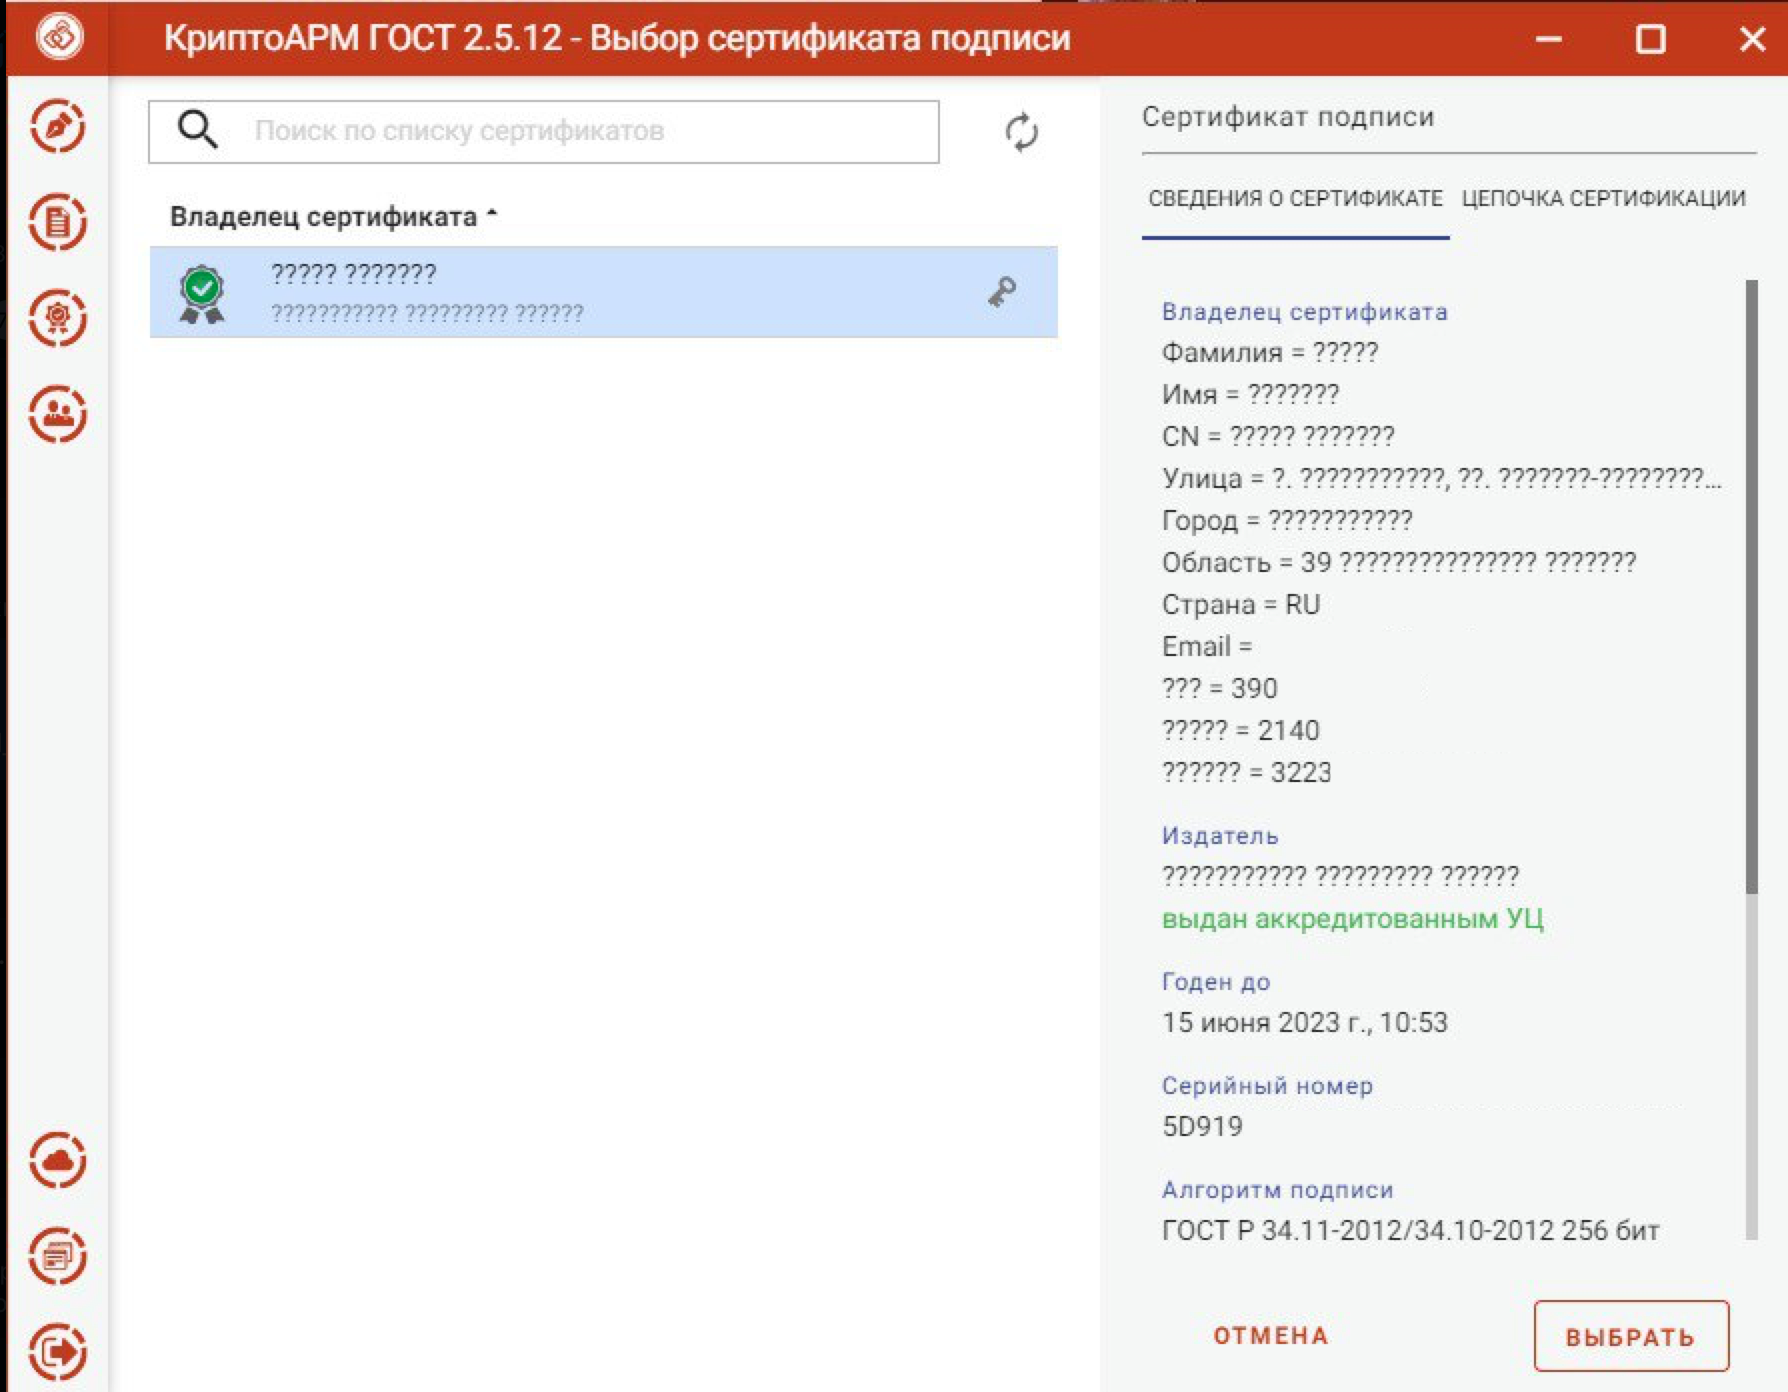 КриптоАРМ ГОСТ 2.5.12 - Выбор сертификата подписи
Поиск по списку сертификатов
Владелец сертификата
????? ???????
??????????? ????????? ??????
Сертификат подписи
СВЕДЕНИЯ О СЕРТИФИКАТЕ ЦЕПОЧКА СЕРТИФИКАЦИИ
Владелец сертификата
Фамилия = ?????
Имя = ???????
CN = ????? ???????
Улица = ?. ???????????, ??. ???????-????????...
Город = ???????????
Область = 39 ??????????????? ???????
Страна = RU
Email =
??? = 390
????? = 2140
?????? = 3223
Издатель
??????????? ????????? ??????
выдан аккредитованным УЦ
Годен до
15 июня 2023 г., 10:53
Серийный номер
5D919
Алгоритм подписи
ГОСТ Р 34.11-2012/34.10-2012 256 бит
ОТМЕНА
ВЫБРАТЬ